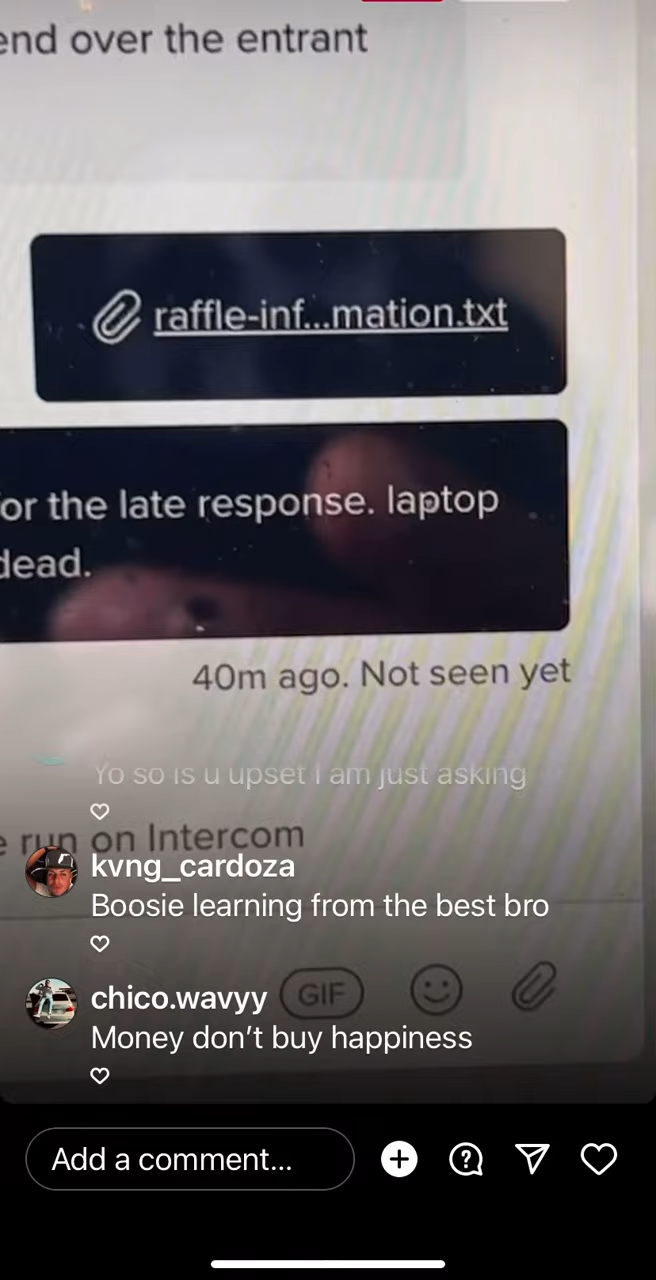 end over the entrant
raffle-inf...mation.txt
or the late response. laptop
dead.
40m ago. Not seen yet
Yo so is u upset I am just asking
run on Intercom
kvng_cardoza
Boosie learning from the best bro
chico.wavyy
GIF
Money don't buy happiness
Add a comment...